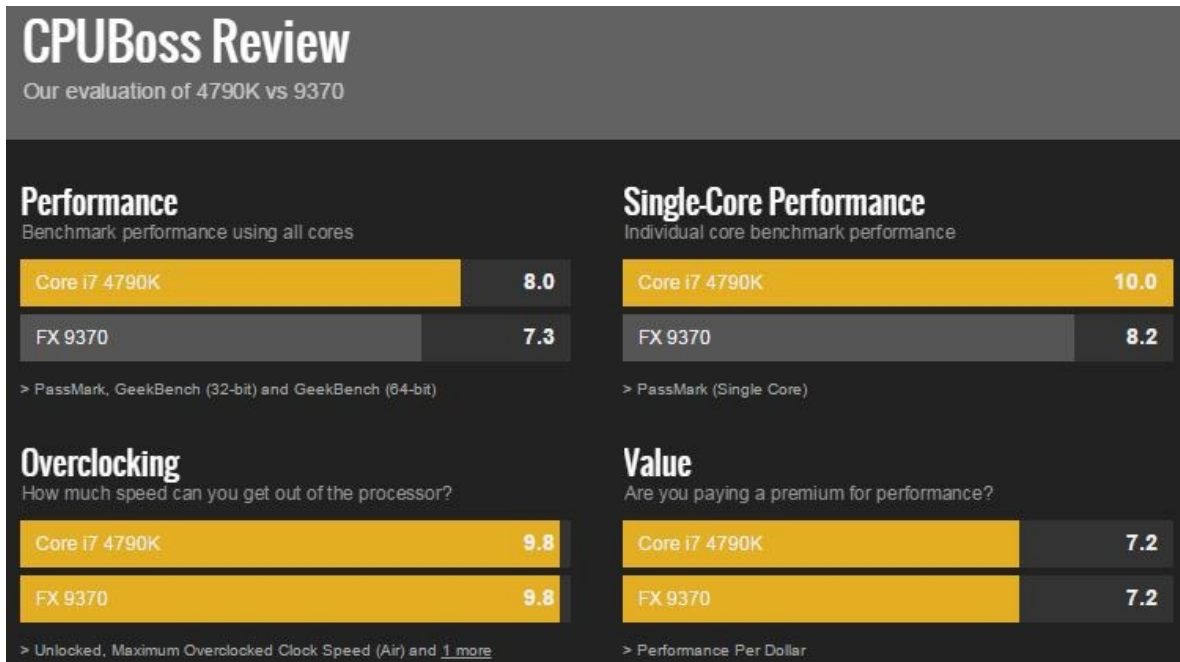 CPUBoss Review
Our evaluation of 4790K vs 9370
Performance
Benchmark performance using all cores
Core i7 4790K 8.0
FX 9370 7.3
> PassMark, GeekBench (32-bit) and GeekBench (64-bit)
Single-Core Performance
Individual core benchmark performance
Core i7 4790K 10.0
FX 9370 8.2
> PassMark (Single Core)
Overclocking
How much speed can you get out of the processor?
Core i7 4790K 9.8
FX 9370 9.8
> Unlocked, Maximum Overclocked Clock Speed (Air) and 1 more
Value
Are you paying a premium for performance?
Core i7 4790K 7.2
FX 9370 7.2
> Performance Per Dollar